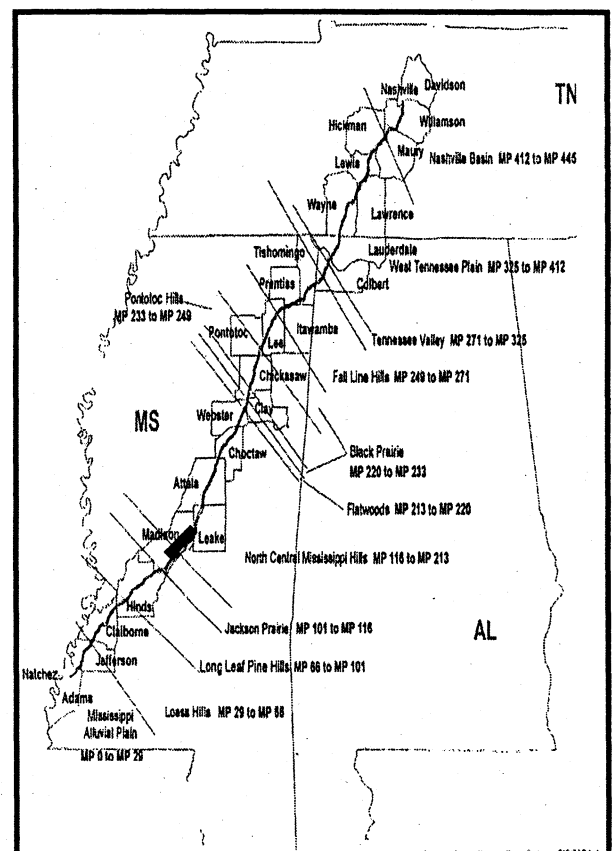 Nashville
Davidson
TN
Hickman
Willamson
Maury
Nashville Basin MP 412 to MP 445
Lewis
Wayne
Lawrence
Lauderdale
West Tennessee Plain MP 325 to MP 412
Tishomingo
Colbert
Prentiss
Pontotoc Hills
MP 233 to MP 249
Itawamba
Pontotoc
Lee
Tennessee Valley MP 271 to MP 325
Chickasaw
Fall Line Hills MP 249 to MP 271
MS
Webster
Clay
Choctaw
Black Prairie
MP 220 to MP 233
Attala
Flatwoods MP 213 to MP 220
Madison
Leake
North Central Mississippi Hills MP 116 to MP 213
Hinds
Jackson Prairie MP 101 to MP 116
AL
Claiborne
Long Leaf Pine Hills MP 66 to MP 101
Jefferson
Natchez
Adams
Loess Hills MP 29 to MP 66
Mississippi
Alluvial Plain
MP 0 to MP 29